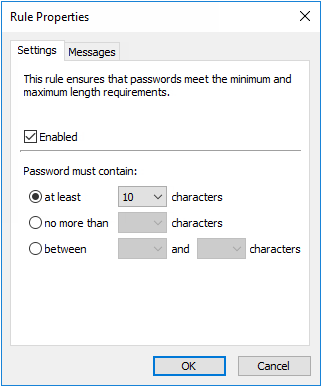 Rule Properties
Settings Messages
This rule ensures that passwords meet the minimum and
maximum length requirements.
Enabled
Password must contain:
at least 10 characters
no more than characters
between and characters
OK Cancel